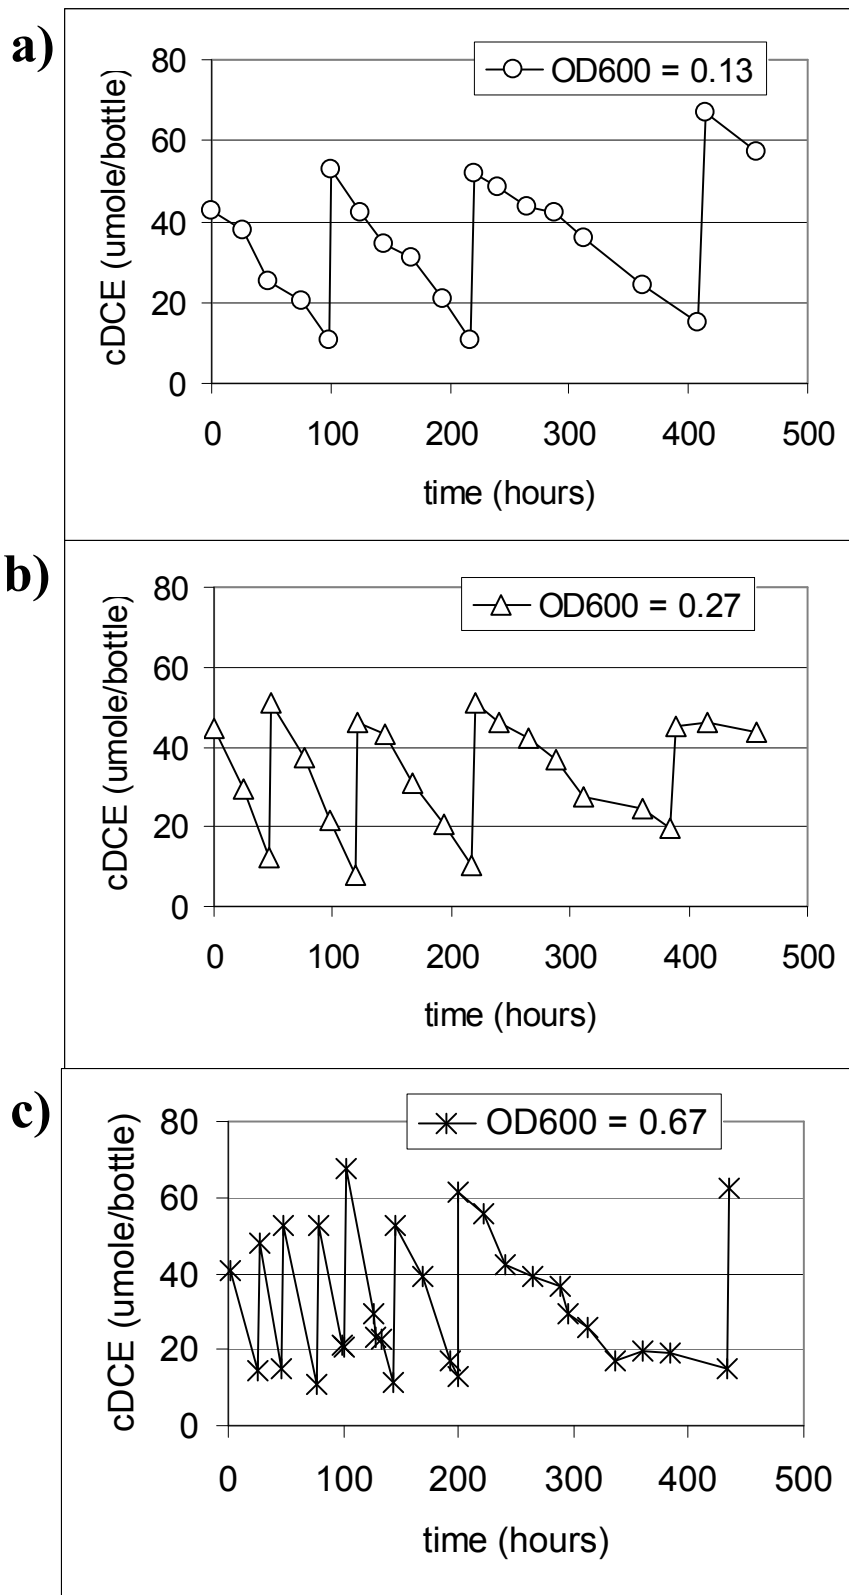 a)
OD600 = 0.13
cDCE (umole/bottle)
80
60
40
20
0
0 100 200 300 400 500
time (hours)
b)
OD600 = 0.27
cDCE (umole/bottle)
80
60
40
20
0
0 100 200 300 400 500
time (hours)
c)
OD600 = 0.67
cDCE (umole/bottle)
80
60
40
20
0
0 100 200 300 400 500
time (hours)